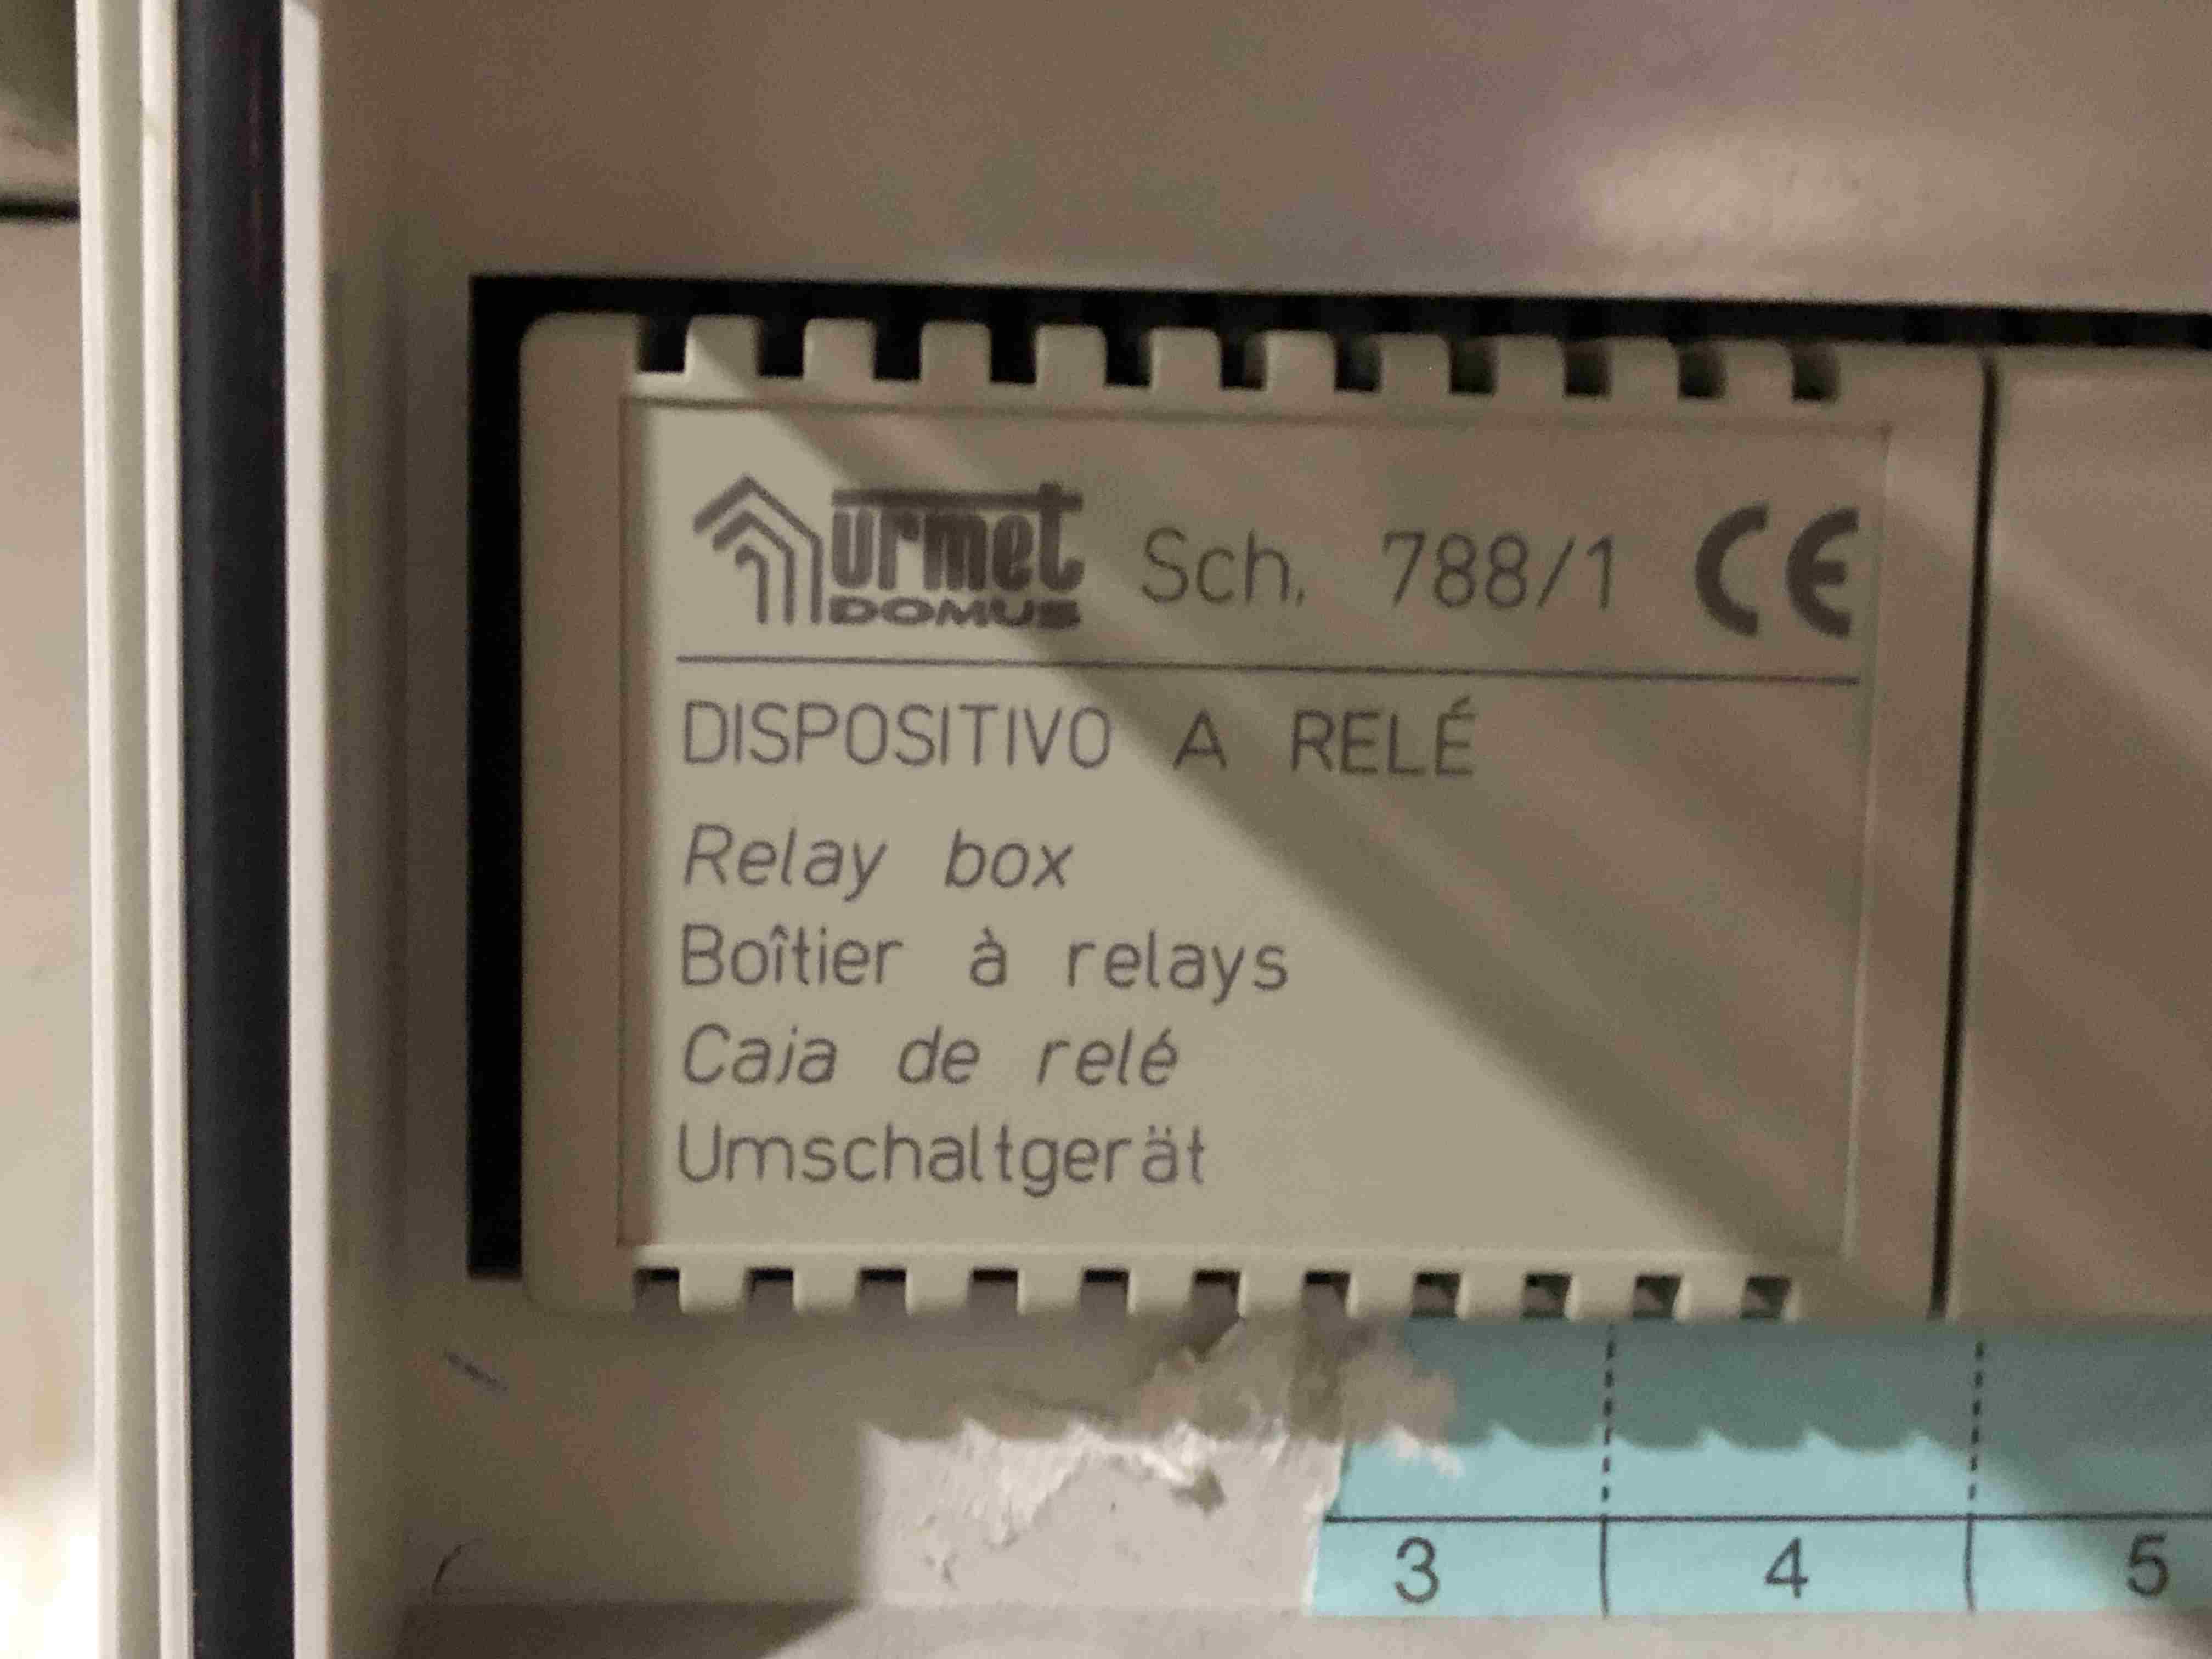 urmet DOMUS Sch. 788/1 CE
DISPOSITIVO A RELÉ
Relay box
Boîtier à relays
Caja de relé
Umschaltgerät
3 4 5